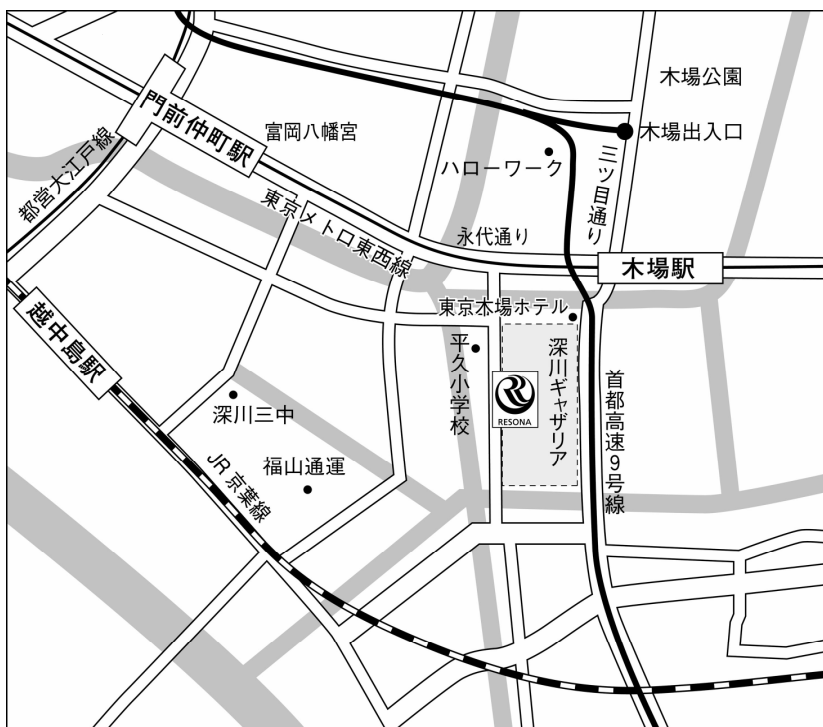 木場公園
門前仲町駅
富岡八幡宮
木場出入口
ハローワーク
三ツ目通り
都営大江戸線
東京メトロ東西線
永代通り
木場駅
越中島駅
東京木場ホテル
平久小学校
深川ギャザリア
RESONA
首都高速9号線
深川三中
福山通運
JR京葉線